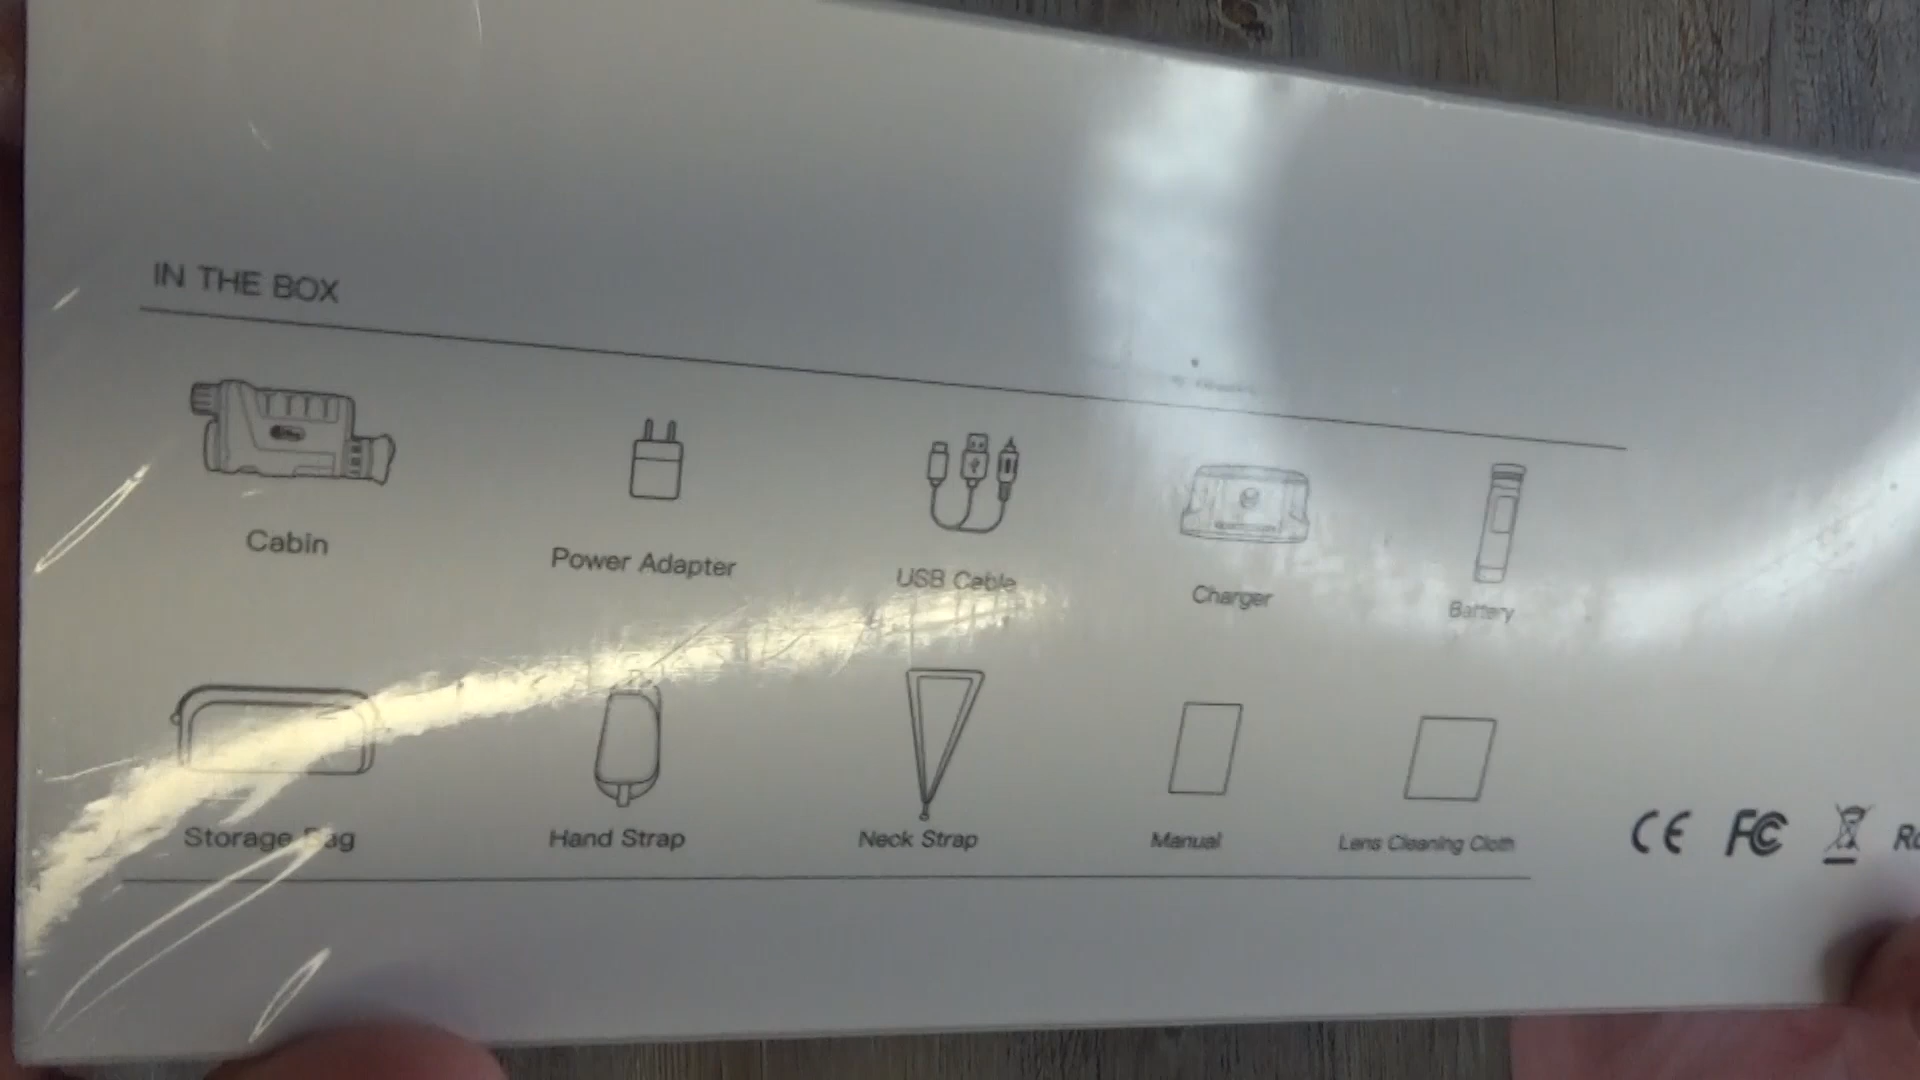 IN THE BOX
Cabin
Power Adapter
USB Cable
Charger
Battery
Storage Bag
Hand Strap
Neck Strap
Manual
Lens Cleaning Cloth
CE FC